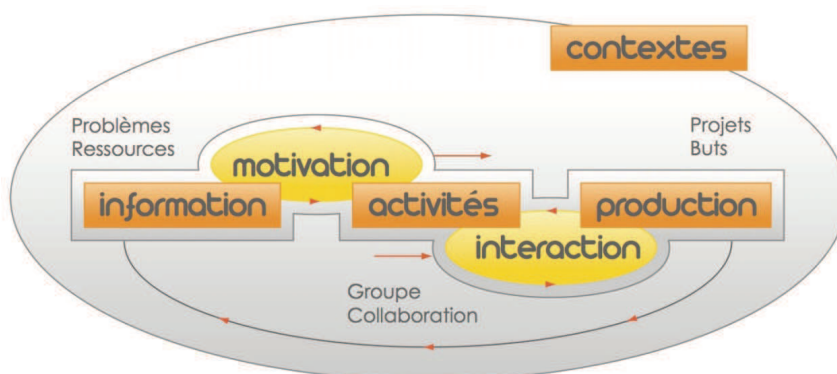 contextes
Problèmes
Ressources
Projets
Buts
motivation
information
activités
production
interaction
Groupe
Collaboration